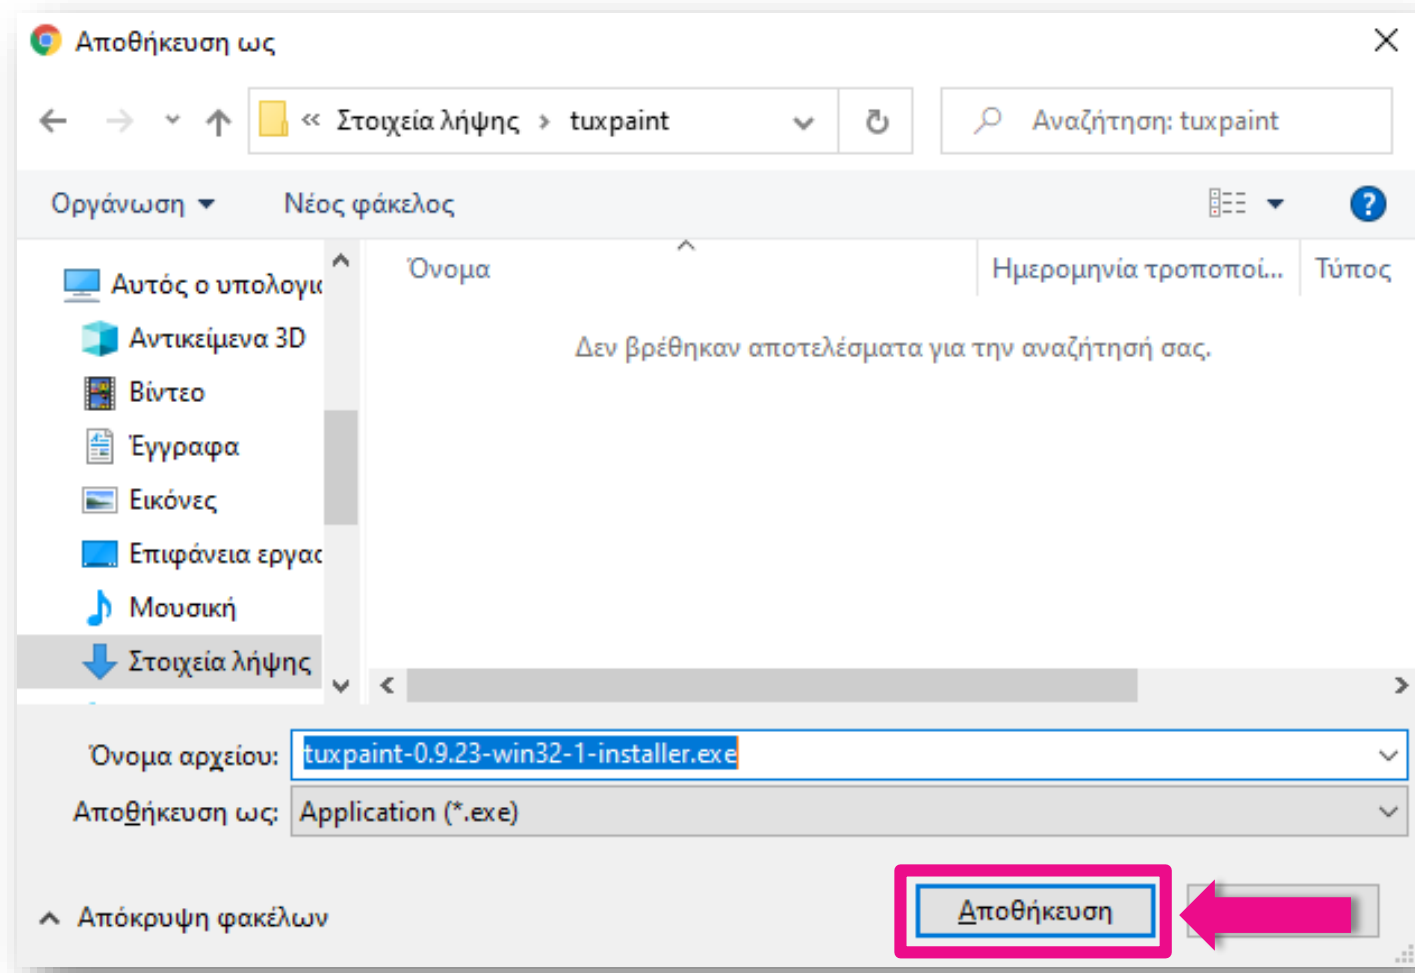 Αποθήκευση ως
« Στοιχεία λήψης > tuxpaint
Αναζήτηση: tuxpaint
Οργάνωση
Νέος φάκελος
?
Όνομα
Ημερομηνία τροποποί...
Τύπος
Αυτός ο υπολογι
Δεν βρέθηκαν αποτελέσματα για την αναζήτησή σας.
Αντικείμενα 3D
Βίντεο
Έγγραφα
Εικόνες
Επιφάνεια εργασ
Μουσική
Στοιχεία λήψης
Όνομα αρχείου: tuxpaint-0.9.23-win32-1-installer.exe
Αποθήκευση ως: Application (*.exe)
Απόκρυψη φακέλων
Αποθήκευση